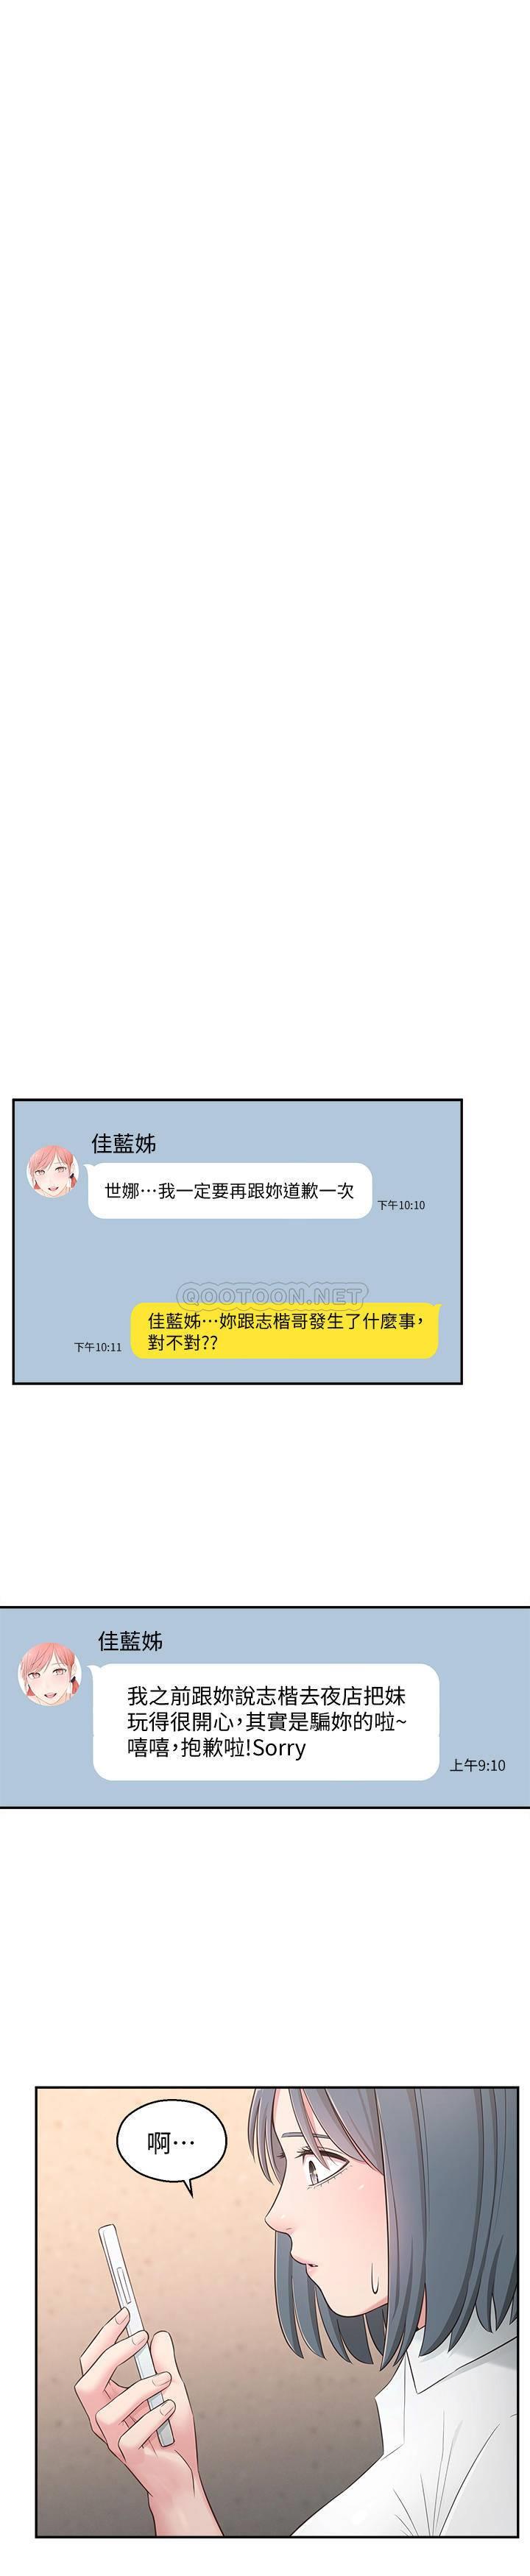 佳藍姊
世娜⋯我一定要再跟妳道歉一次
下午10:10
QOOTOON.NET
佳藍姊⋯妳跟志楷哥發生了什麼事,
對不對??
下午10:11
佳藍姊
我之前跟妳說志楷去夜店把妹
玩得很開心,其實是騙妳的啦~
嘻嘻,抱歉啦!Sorry
上午9:10
啊⋯